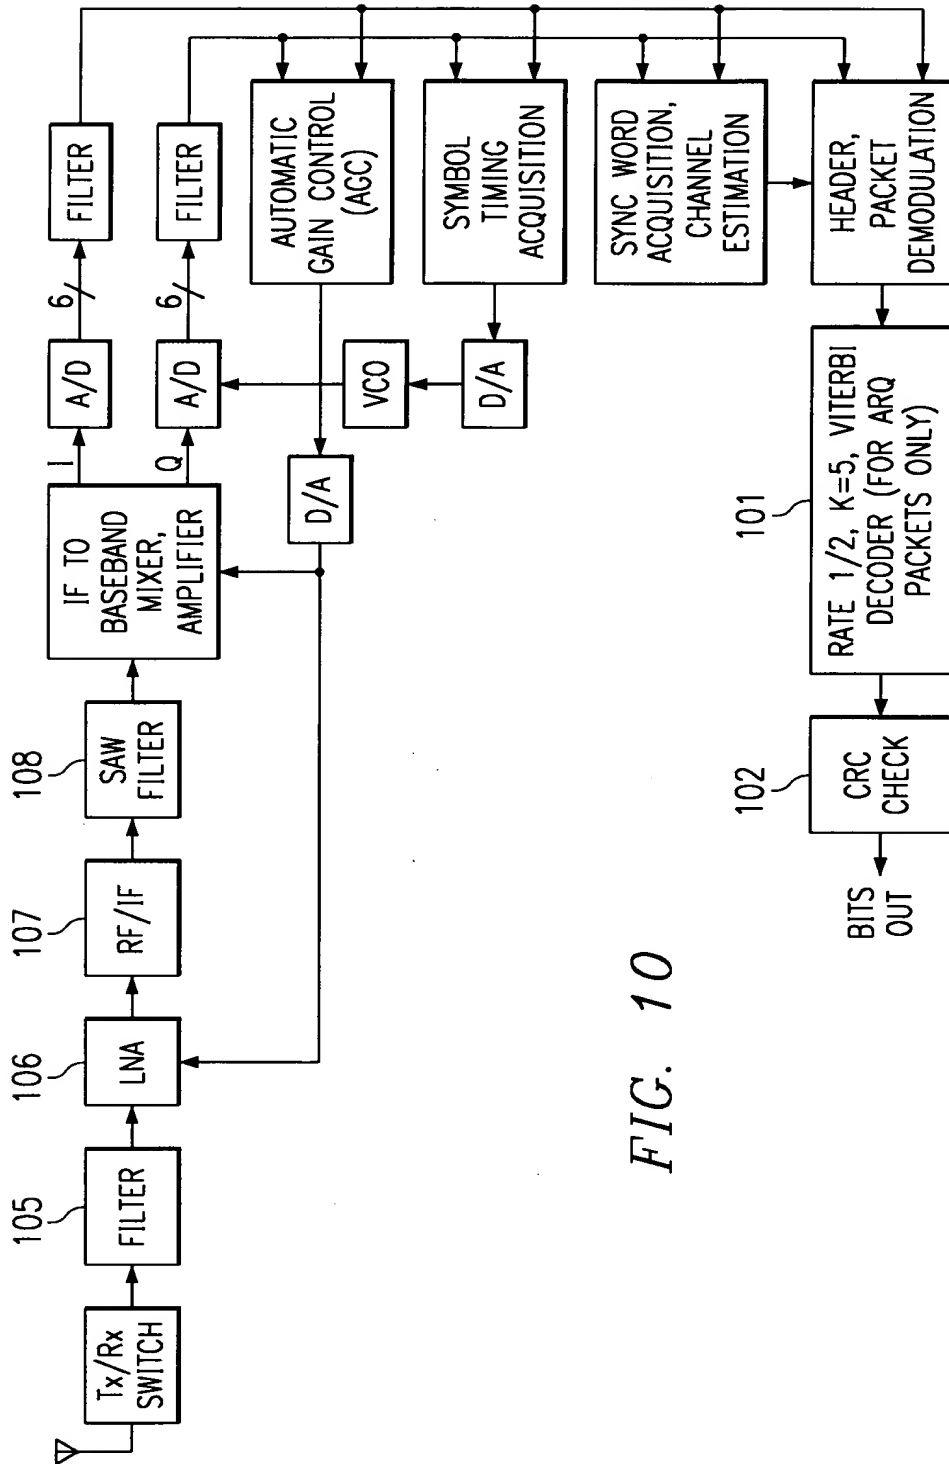 Tx/Rx
SWITCH
105
FILTER
106
LNA
107
RF/IF
108
SAW
FILTER
IF TO
BASEBAND
MIXER,
AMPLIFIER
I
Q
A/D
A/D
6
6
FILTER
FILTER
D/A
AUTOMATIC
GAIN CONTROL
(AGC)
VCO
D/A
SYMBOL
TIMING
ACQUISITION
SYNC WORD
ACQUISITION,
CHANNEL
ESTIMATION
HEADER,
PACKET
DEMODULATION
101
RATE 1/2, K=5, VITERBI
DECODER (FOR ARQ
PACKETS ONLY)
102
CRC
CHECK
BITS
OUT
FIG. 10